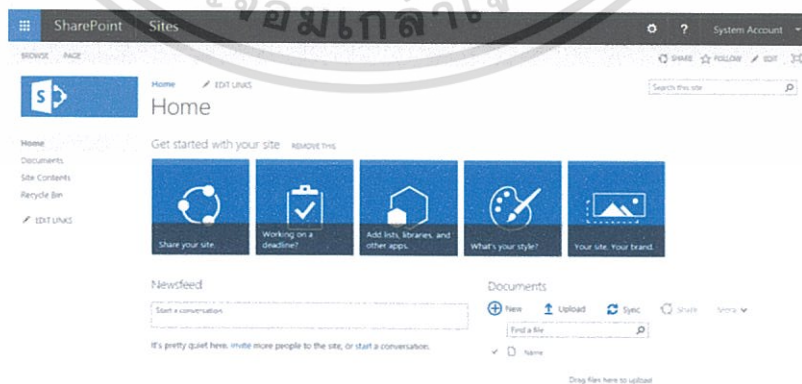 SharePoint Sites ? System Account
BROWSE PAGE SHARE FOLLOW EDIT
Home EDIT LINKS Search this site
Home
Get started with your site REMOVE THIS
Home
Documents
Site Contents
Recycle Bin
EDIT LINKS
Share your site.
Working on a deadline?
Add lists, libraries, and other apps.
What's your style?
Your site. Your brand.
Newsfeed
Start a conversation
It's pretty quiet here. Invite more people to the site, or start a conversation.
Documents
New Upload Sync Share More
Find a file
Name
Drag files here to upload